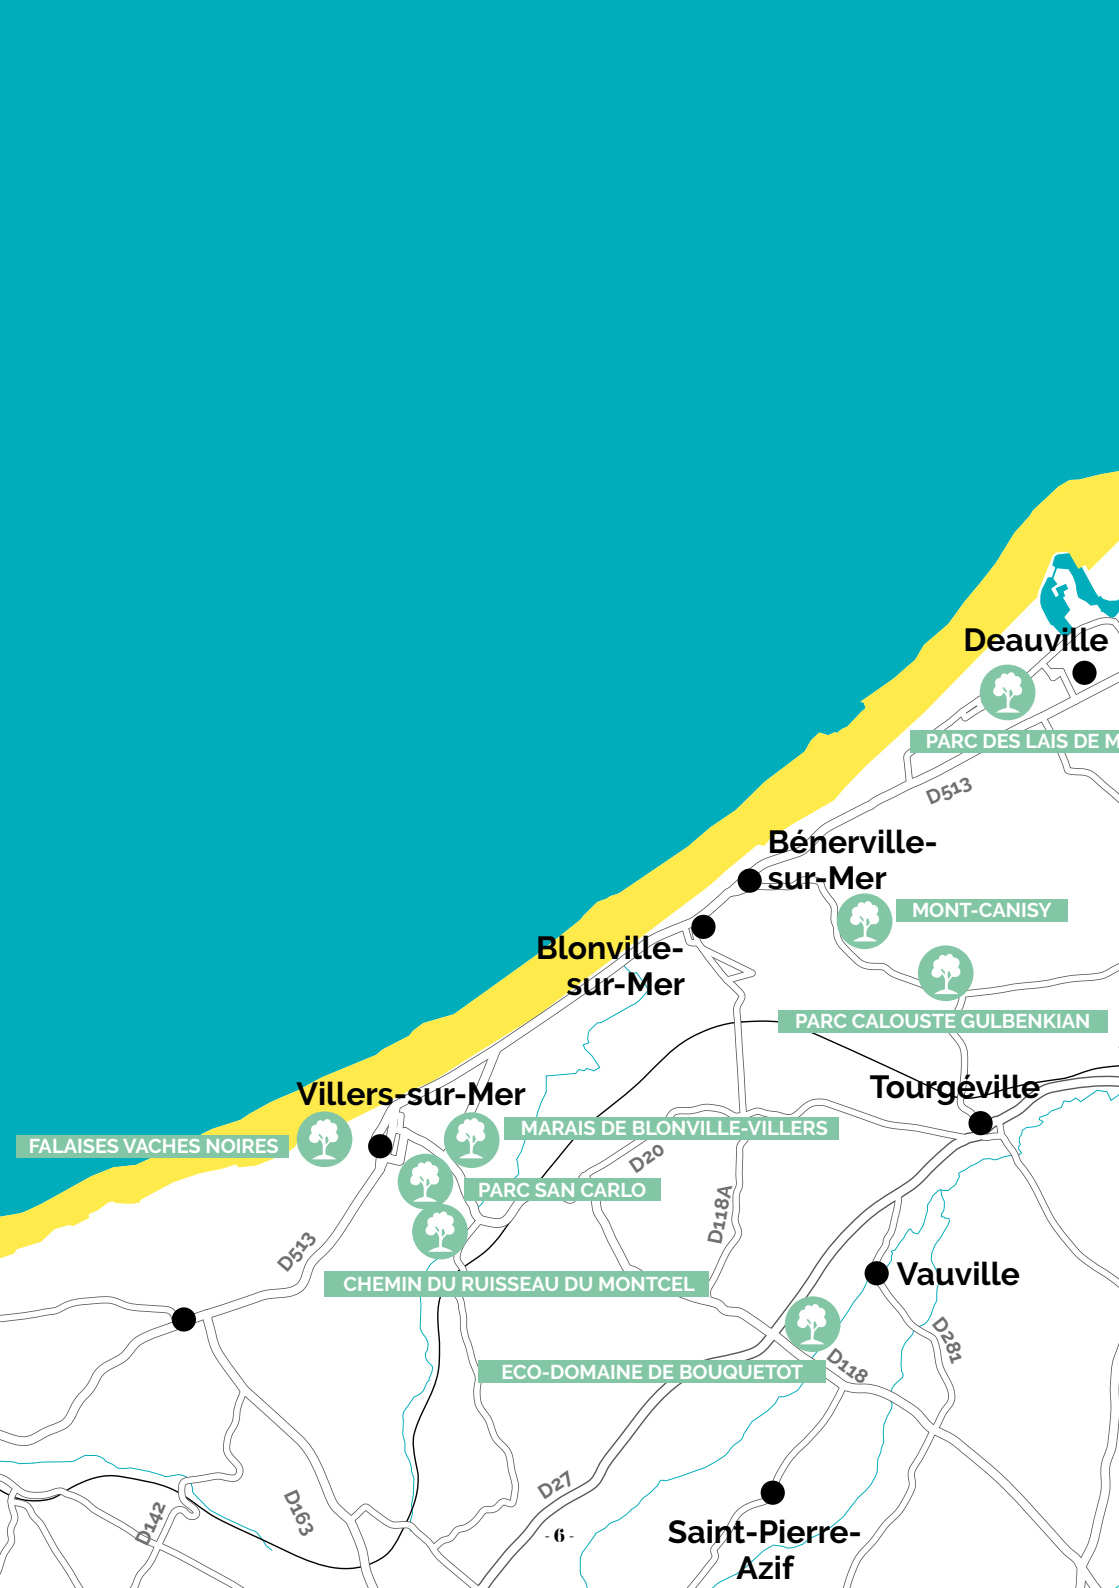 Deauville
PARC DES LAIS DE M
D513
Bénerville-
sur-Mer
MONT-CANISY
Blonville-
sur-Mer
PARC CALOUSTE GULBENKIAN
Tourgéville
Villers-sur-Mer
MARAIS DE BLONVILLE-VILLERS
FALAISES VACHES NOIRES
D20
PARC SAN CARLO
D118A
D513
CHEMIN DU RUISSEAU DU MONTCEL
Vauville
D281
ECO-DOMAINE DE BOUQUETOT
D118
D27
D163
D142
Saint-Pierre-
Azif
- 6 -